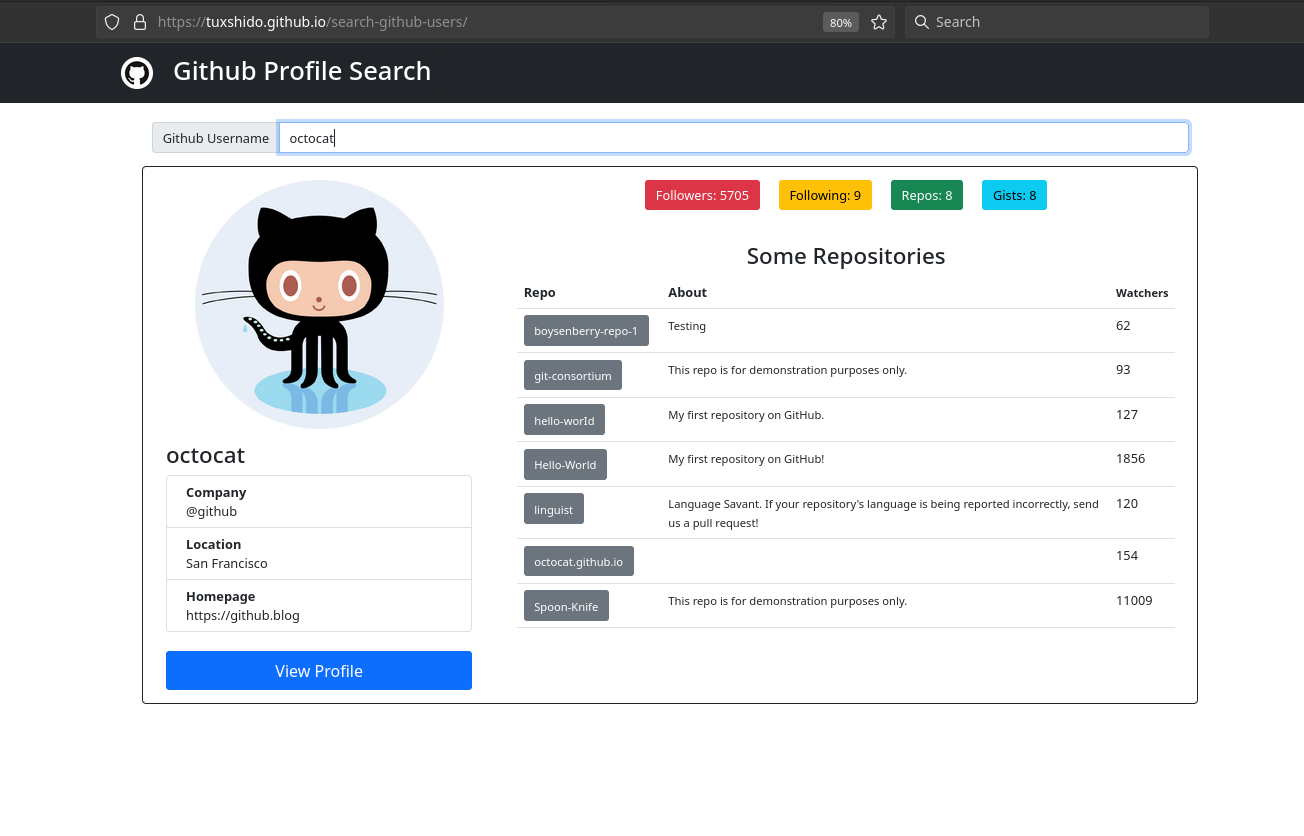 https://tuxshido.github.io/search-github-users/
80%
Search
Github Profile Search
Github Username
octocat
Followers: 5705
Following: 9
Repos: 8
Gists: 8
octocat
Company
@github
Location
San Francisco
Homepage
https://github.blog
View Profile
Some Repositories
Repo About Watchers
boysenberry-repo-1 Testing 62
git-consortium This repo is for demonstration purposes only. 93
hello-worId My first repository on GitHub. 127
Hello-World My first repository on GitHub! 1856
linguist Language Savant. If your repository's language is being reported incorrectly, send 120
us a pull request!
octocat.github.io 154
Spoon-Knife This repo is for demonstration purposes only. 11009